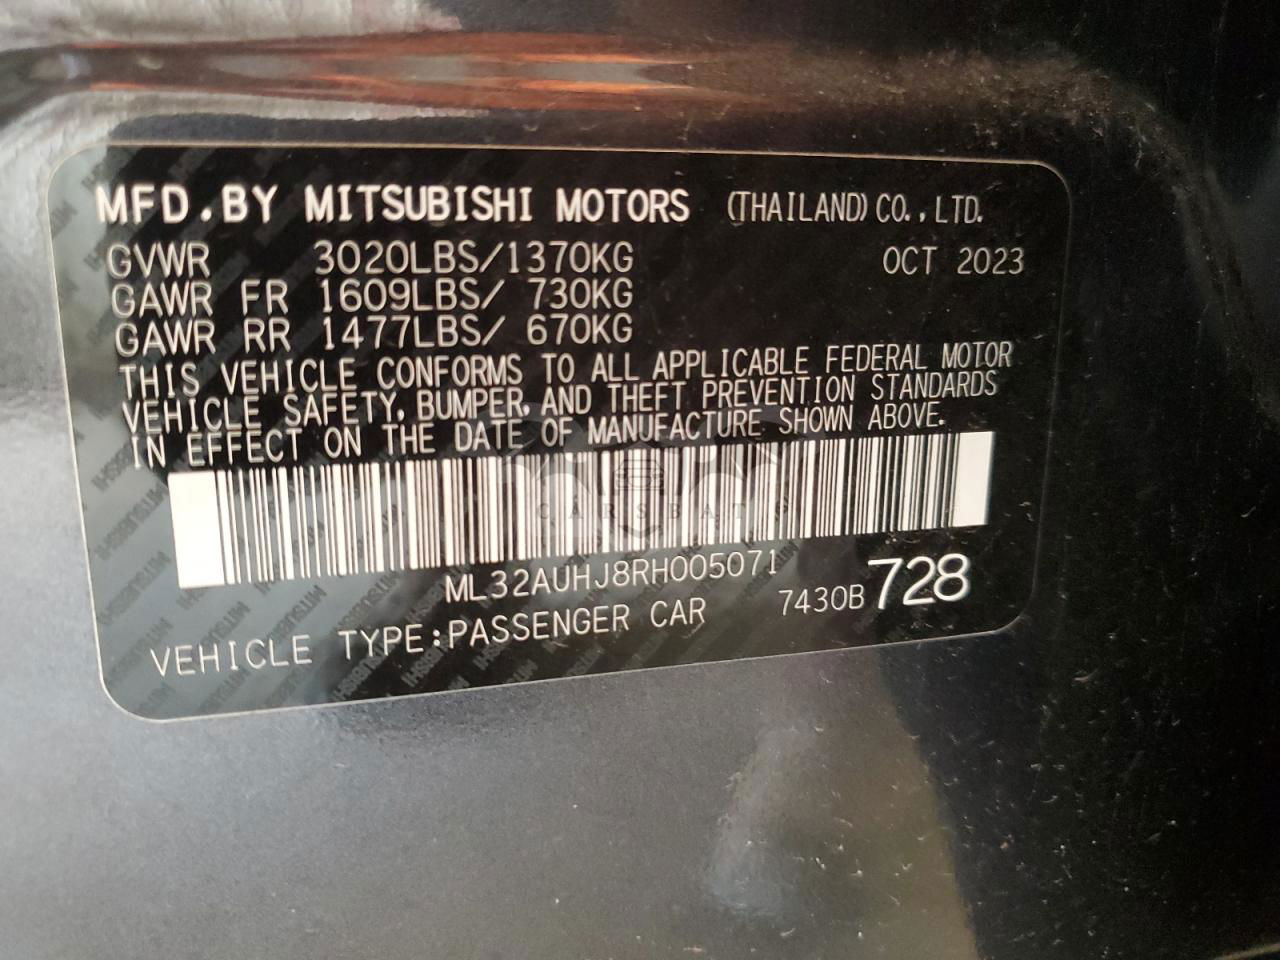 MFD.BY MITSUBISHI MOTORS (THAILAND) CO.,LTD.
GVWR 3020LBS/1370KG OCT 2023
GAWR FR 1609LBS/ 730KG
GAWR RR 1477LBS/ 670KG
THIS VEHICLE CONFORMS TO ALL APPLICABLE FEDERAL MOTOR
VEHICLE SAFETY, BUMPER, AND THEFT PREVENTION STANDARDS
IN EFFECT ON THE DATE OF MANUFACTURE SHOWN ABOVE.
CARSBAT
ML32AUHJ8RH005071
VEHICLE TYPE:PASSENGER CAR 7430B 728